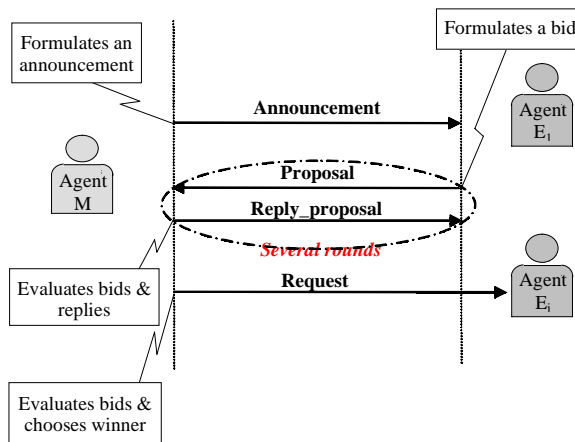 Formulates an
announcement
Formulates a bid
Announcement
Agent
E1
Proposal
Agent
M
Reply_proposal
Several rounds
Evaluates bids &
replies
Request
Agent
Ei
Evaluates bids &
chooses winner